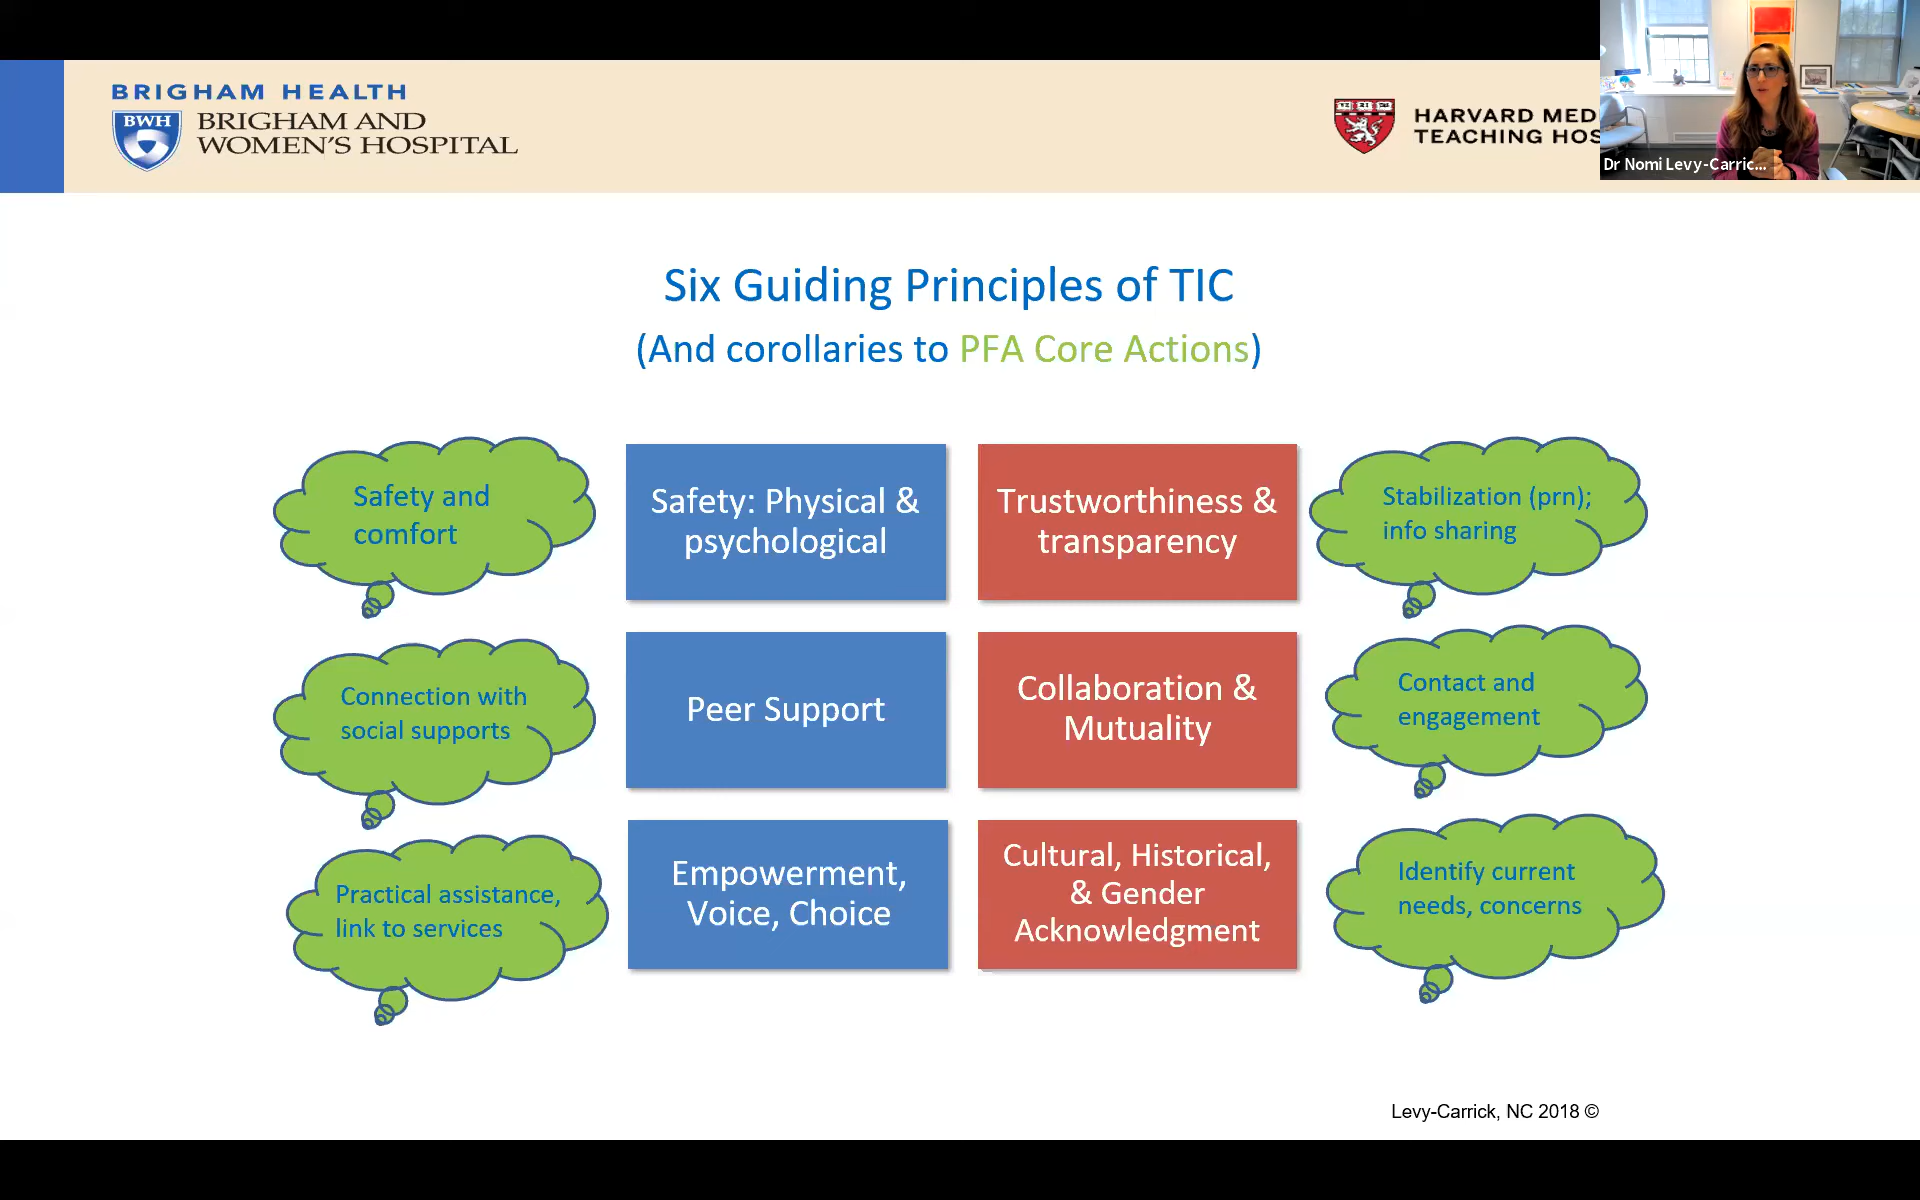 BRIGHAM HEALTH
BWH
BRIGHAM AND
WOMEN'S HOSPITAL
HARVARD MED
TEACHING HOS
Dr Nomi Levy-Carric...
Six Guiding Principles of TIC
(And corollaries to PFA Core Actions)
Safety and
comfort
Safety: Physical &
psychological
Trustworthiness &
transparency
Stabilization (prn);
info sharing
Connection with
social supports
Peer Support
Collaboration &
Mutuality
Contact and
engagement
Practical assistance,
link to services
Empowerment,
Voice, Choice
Cultural, Historical,
& Gender
Acknowledgment
Identify current
needs, concerns
Levy-Carrick, NC 2018 ©